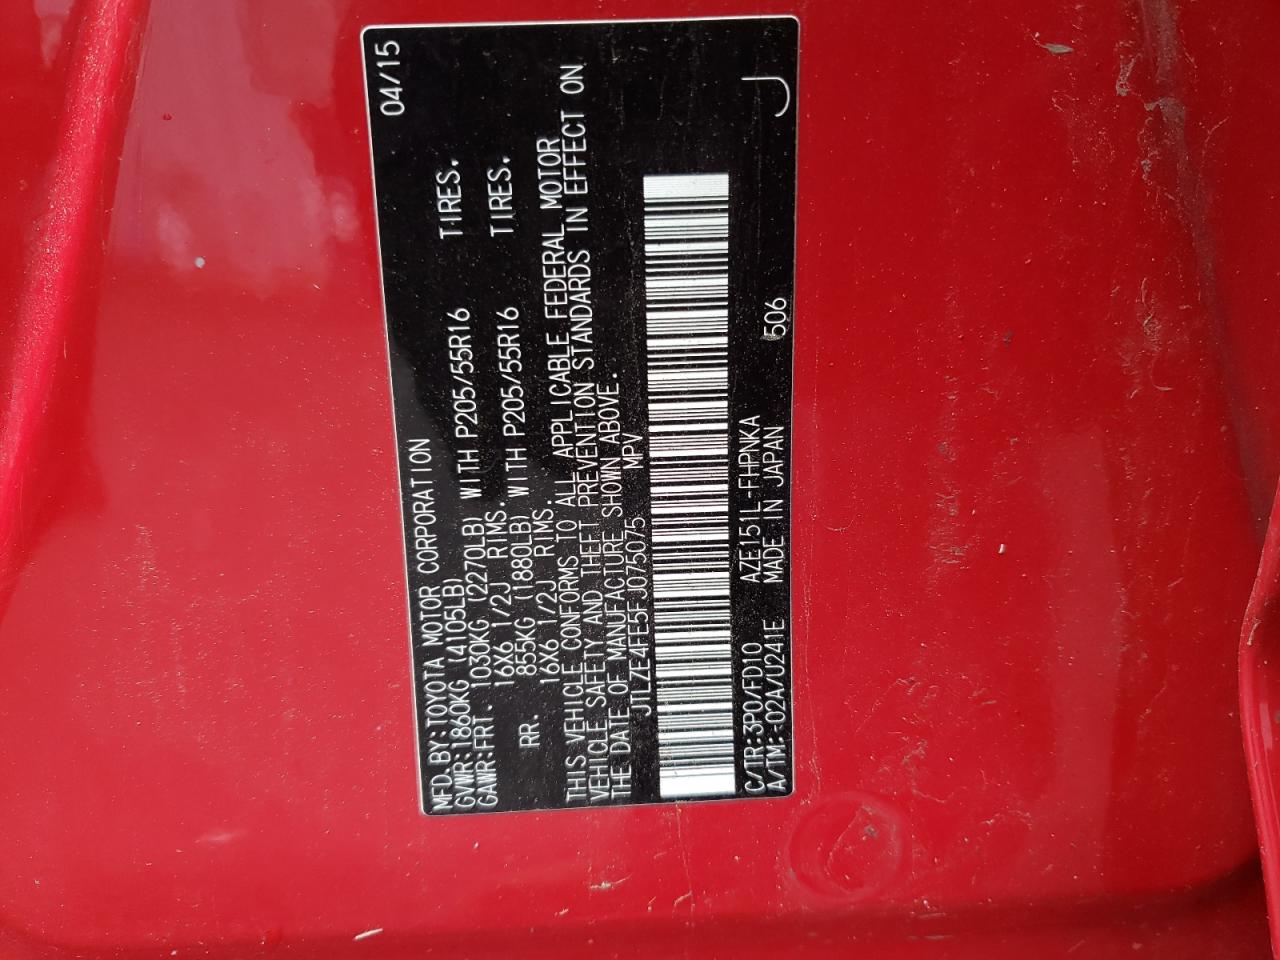 MFD.BY:TOYOTA MOTOR CORPORATION 04/15
GVWR:1860KG (4105LB)
GAWR:FRT. 1030KG (2270LB) WITH P205/55R16 TIRES.
16X6 1/2J RIMS.
RR. 855KG (1880LB) WITH P205/55R16 TIRES.
16X6 1/2J RIMS.
THIS VEHICLE CONFORMS TO ALL APPLICABLE FEDERAL MOTOR
VEHICLE SAFETY AND THEFT PREVENTION STANDARDS IN EFFECT ON
THE DATE OF MANUFACTURE SHOWN ABOVE.
JTLZE4FE5FJ075075 MPV
C/TR:3P0/FD10 AZE151L-FHPNKA
A/TM:-02A/U241E MADE IN JAPAN 506 J